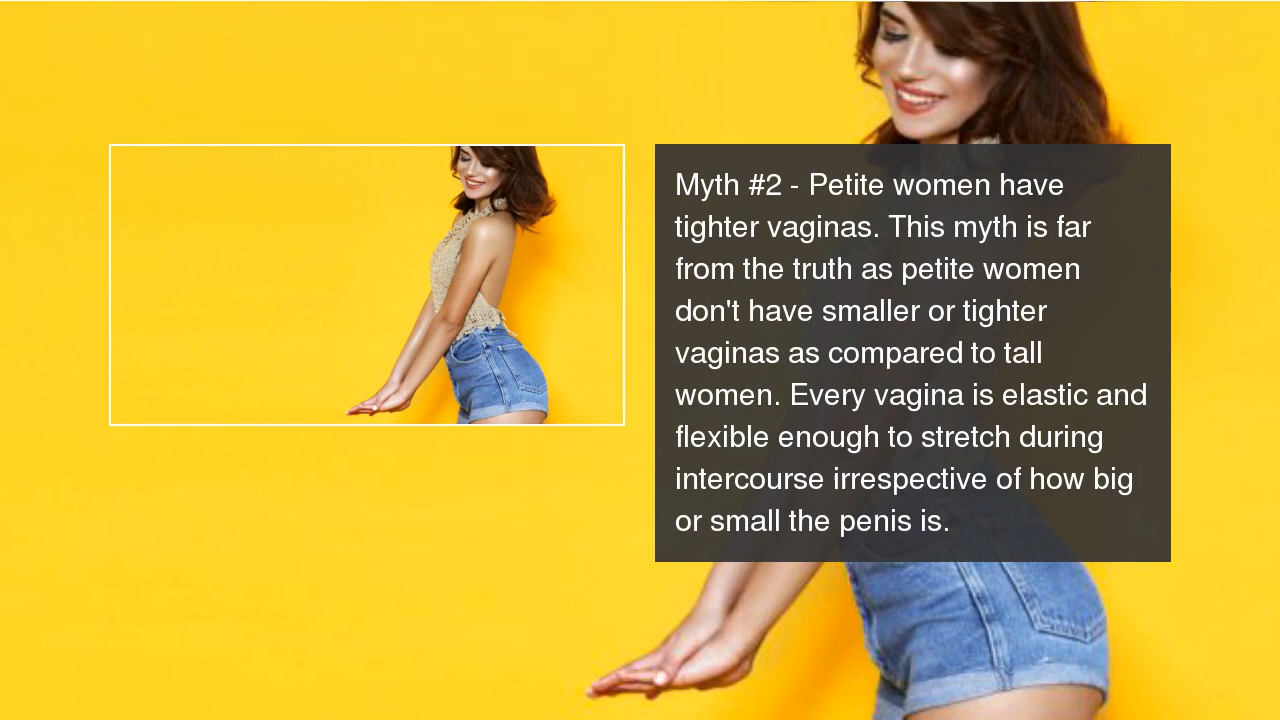 Myth #2 - Petite women have
tighter vaginas. This myth is far
from the truth as petite women
don't have smaller or tighter
vaginas as compared to tall
women. Every vagina is elastic and
flexible enough to stretch during
intercourse irrespective of how big
or small the penis is.